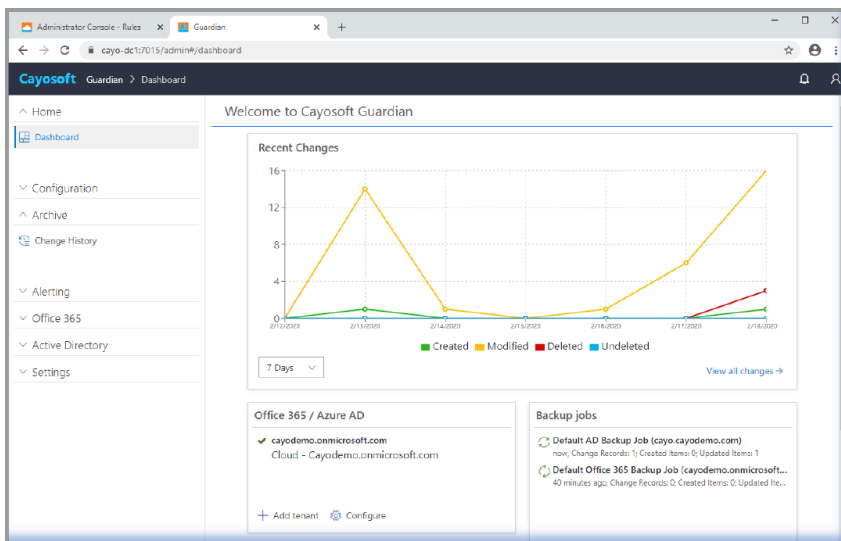 Administrator Console - Rules
Guardian
cayo-dc1:7015/admin#/dashboard
Cayosoft Guardian > Dashboard
Home
Dashboard
Configuration
Archive
Change History
Alerting
Office 365
Active Directory
Settings
Welcome to Cayosoft Guardian
Recent Changes
16
12
8
4
0
2/12/2020 2/13/2020 2/14/2020 2/15/2020 2/16/2020 2/17/2020 2/18/2020
Created Modified Deleted Undeleted
7 Days
View all changes →
Office 365 / Azure AD
cayodemo.onmicrosoft.com
Cloud - Cayodemo.onmicrosoft.com
+ Add tenant Configure
Backup jobs
Default AD Backup Job (cayo.cayodemo.com)
now, Change Records: 1; Created Items: 0; Updated Items: 1
Default Office 365 Backup Job (cayodemo.onmicrosoft...
40 minutes ago, Change Records: 0; Created Items: 0; Updated Ite...